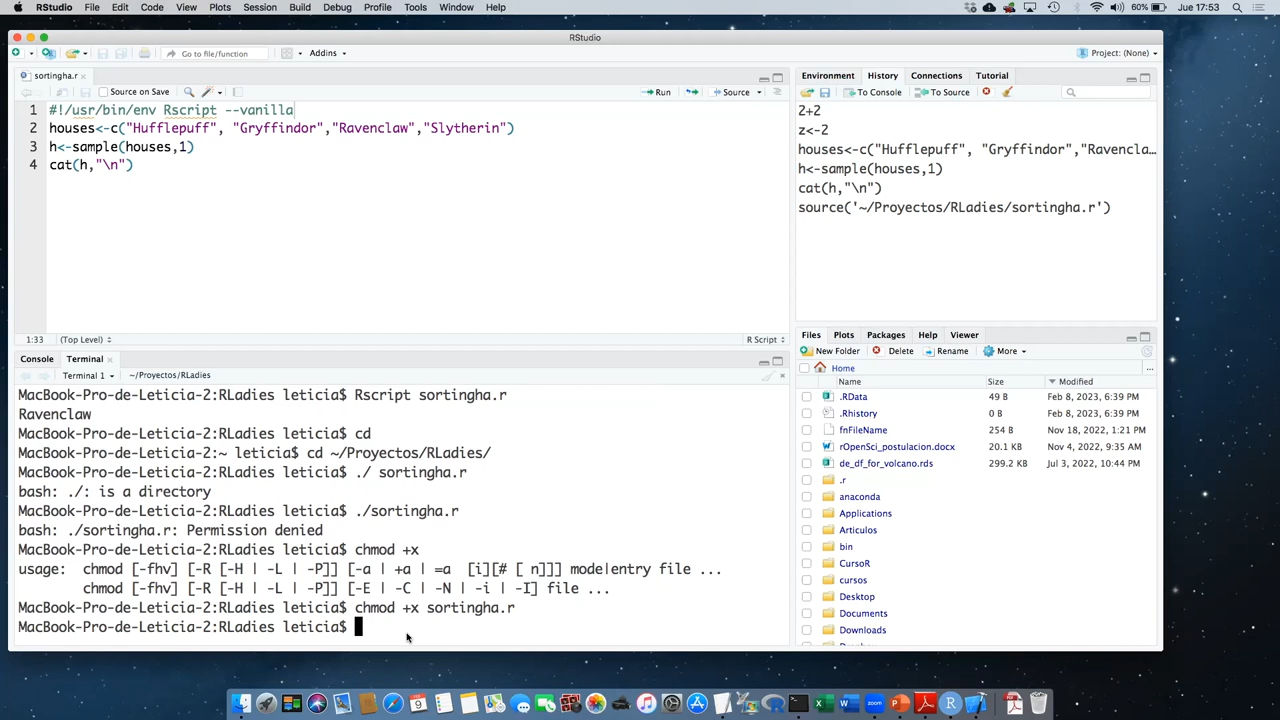 RStudio File Edit Code View Plots Session Build Debug Profile Tools Window Help 60% Jue 17:53
RStudio
Go to file/function Addins Project: (None)
sortingha.r
Source on Save Run Source
1 #!/usr/bin/env Rscript --vanilla
2 houses<-c("Hufflepuff", "Gryffindor","Ravenclaw","Slytherin")
3 h<-sample(houses,1)
4 cat(h,"\n")
1:33 (Top Level) R Script
Console Terminal
Terminal 1 ~/Proyectos/RLadies
MacBook-Pro-de-Leticia-2:RLadies leticia$ Rscript sortingha.r
Ravenclaw
MacBook-Pro-de-Leticia-2:RLadies leticia$ cd
MacBook-Pro-de-Leticia-2:~ leticia$ cd ~/Proyectos/RLadies/
MacBook-Pro-de-Leticia-2:RLadies leticia$ ./ sortingha.r
bash: ./: is a directory
MacBook-Pro-de-Leticia-2:RLadies leticia$ ./sortingha.r
bash: ./sortingha.r: Permission denied
MacBook-Pro-de-Leticia-2:RLadies leticia$ chmod +x
usage: chmod [-fhv] [-R [-H | -L | -P]] [-a | +a | =a [i][# [ n]]] mode|entry file ...
chmod [-fhv] [-R [-H | -L | -P]] [-E | -C | -N | -i | -I] file ...
MacBook-Pro-de-Leticia-2:RLadies leticia$ chmod +x sortingha.r
MacBook-Pro-de-Leticia-2:RLadies leticia$
Environment History Connections Tutorial
To Console To Source
2+2
z<-2
houses<-c("Hufflepuff", "Gryffindor","Ravencla…
h<-sample(houses,1)
cat(h,"\n")
source('~/Proyectos/RLadies/sortingha.r')
Files Plots Packages Help Viewer
New Folder Delete Rename More
Home ...
Name Size Modified
.RData 49 B Feb 8, 2023, 6:39 PM
.Rhistory 0 B Feb 8, 2023, 6:39 PM
fnFileName 254 B Nov 18, 2022, 1:21 PM
rOpenSci_postulacion.docx 20.1 KB Nov 4, 2022, 9:35 AM
de_df_for_volcano.rds 299.2 KB Jul 3, 2022, 10:44 PM
.r
anaconda
Applications
Articulos
bin
CursoR
cursos
Desktop
Documents
Downloads
9
zoom